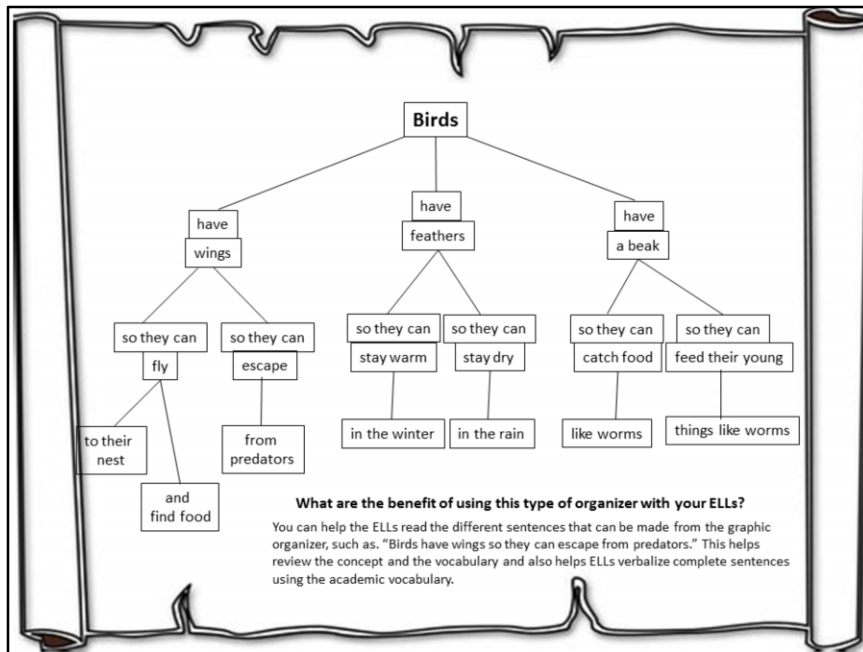 Birds
have
wings
have
feathers
have
a beak
so they can
fly
so they can
escape
so they can
stay warm
so they can
stay dry
so they can
catch food
so they can
feed their young
to their
nest
and
find food
from
predators
in the winter
in the rain
like worms
things like worms
What are the benefit of using this type of organizer with your ELLs?
You can help the ELLs read the different sentences that can be made from the graphic
organizer, such as. “Birds have wings so they can escape from predators.” This helps
review the concept and the vocabulary and also helps ELLs verbalize complete sentences
using the academic vocabulary.